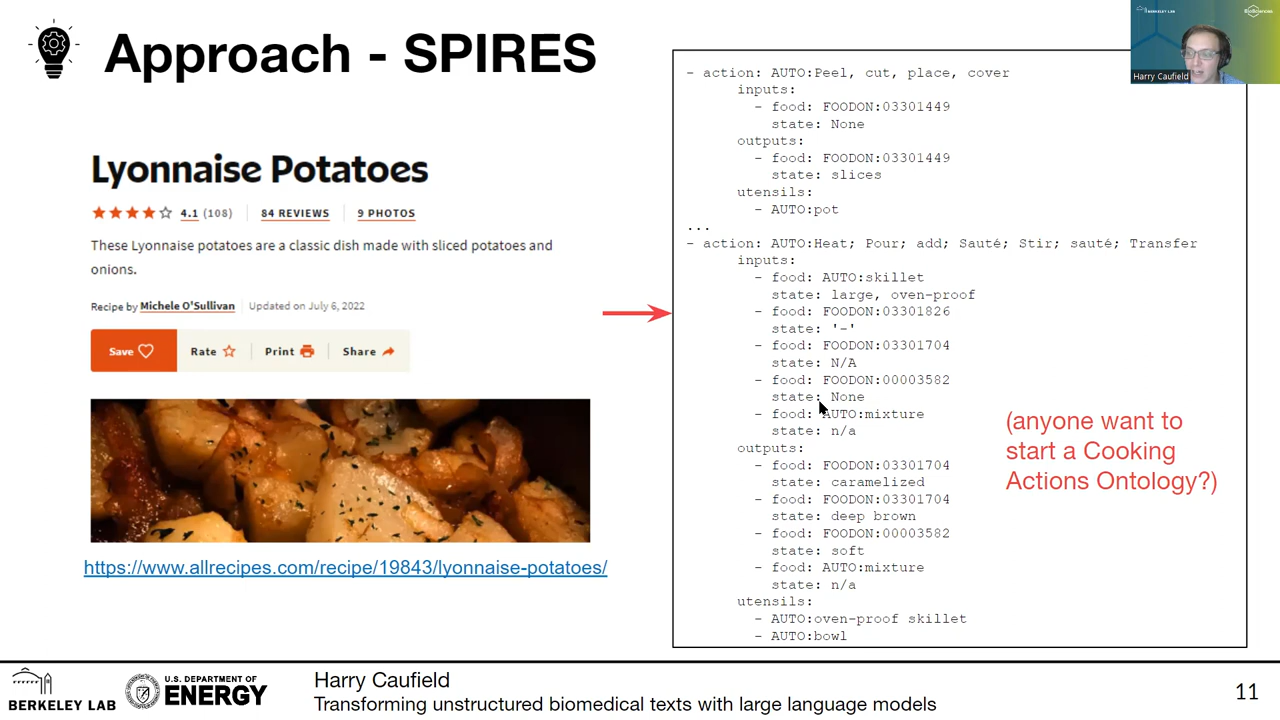 Approach - SPIRES
Lyonnaise Potatoes
4.1 (108) 84 REVIEWS 9 PHOTOS
These Lyonnaise potatoes are a classic dish made with sliced potatoes and
onions.
Recipe by Michele O'Sullivan Updated on July 6, 2022
Save Rate Print Share
https://www.allrecipes.com/recipe/19843/lyonnaise-potatoes/
- action: AUTO:Peel, cut, place, cover
inputs:
- food: FOODON:03301449
state: None
outputs:
- food: FOODON:03301449
state: slices
utensils:
- AUTO:pot
...
- action: AUTO:Heat; Pour; add; Sauté; Stir; sauté; Transfer
inputs:
- food: AUTO:skillet
state: large, oven-proof
- food: FOODON:03301826
state: '-'
- food: FOODON:03301704
state: N/A
- food: FOODON:00003582
state: None
- food: AUTO:mixture
state: n/a
outputs:
- food: FOODON:03301704
state: caramelized
- food: FOODON:03301704
state: deep brown
- food: FOODON:00003582
state: soft
- food: AUTO:mixture
state: n/a
utensils:
- AUTO:oven-proof skillet
- AUTO:bowl
(anyone want to
start a Cooking
Actions Ontology?)
BERKELEY LAB
BioSciences
Harry Caufield
BERKELEY LAB
U.S. DEPARTMENT OF
ENERGY
Harry Caufield
Transforming unstructured biomedical texts with large language models
11